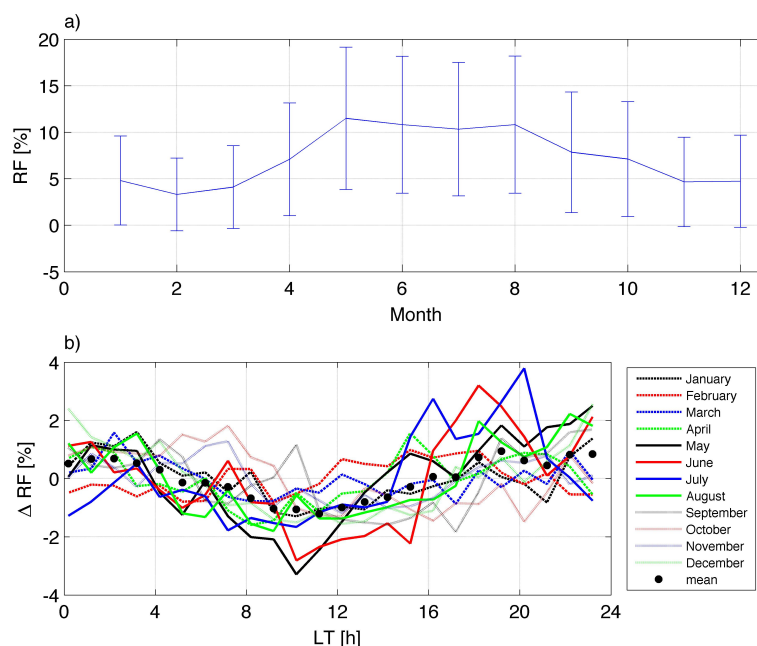 a)
20
15
10
5
0
-5
RF [%]
0 2 4 6 8 10 12
Month
b)
4
2
0
-2
-4
Δ RF [%]
0 4 8 12 16 20 24
LT [h]
January
February
March
April
May
June
July
August
September
October
November
December
mean